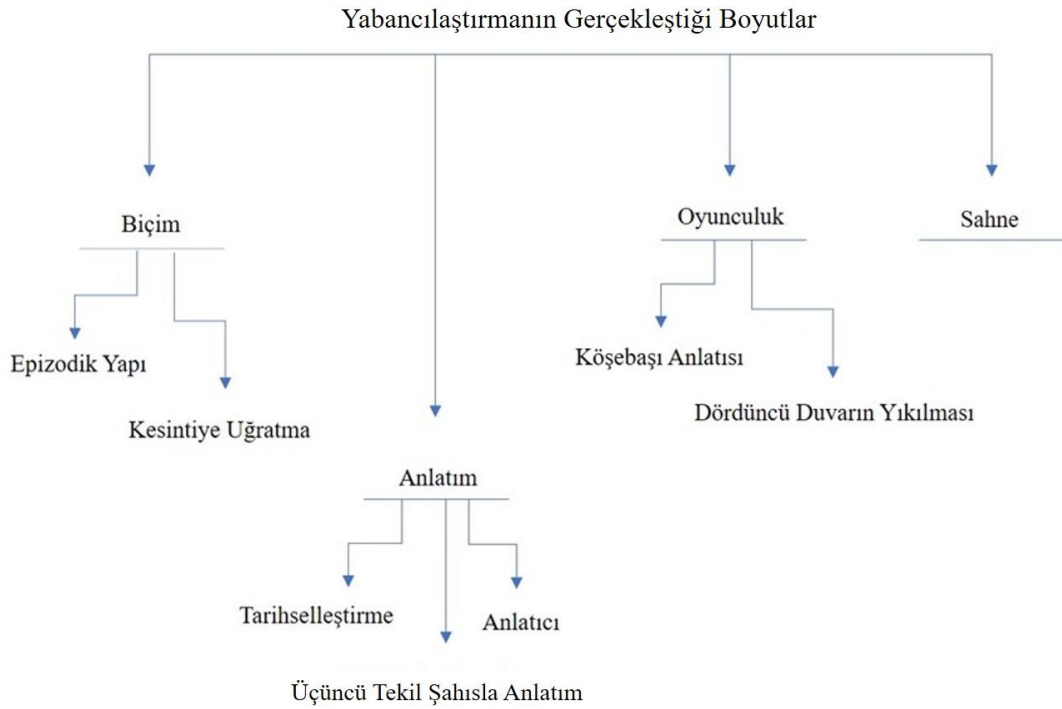 Yabancılaştırmanın Gerçekleştiği Boyutlar
Biçim
Oyunculuk
Sahne
Epizodik Yapı
Köşebaşı Anlatısı
Kesintiye Uğratma
Dördüncü Duvarın Yıkılması
Anlatım
Tarihselleştirme
Anlatıcı
Üçüncü Tekil Şahısla Anlatım